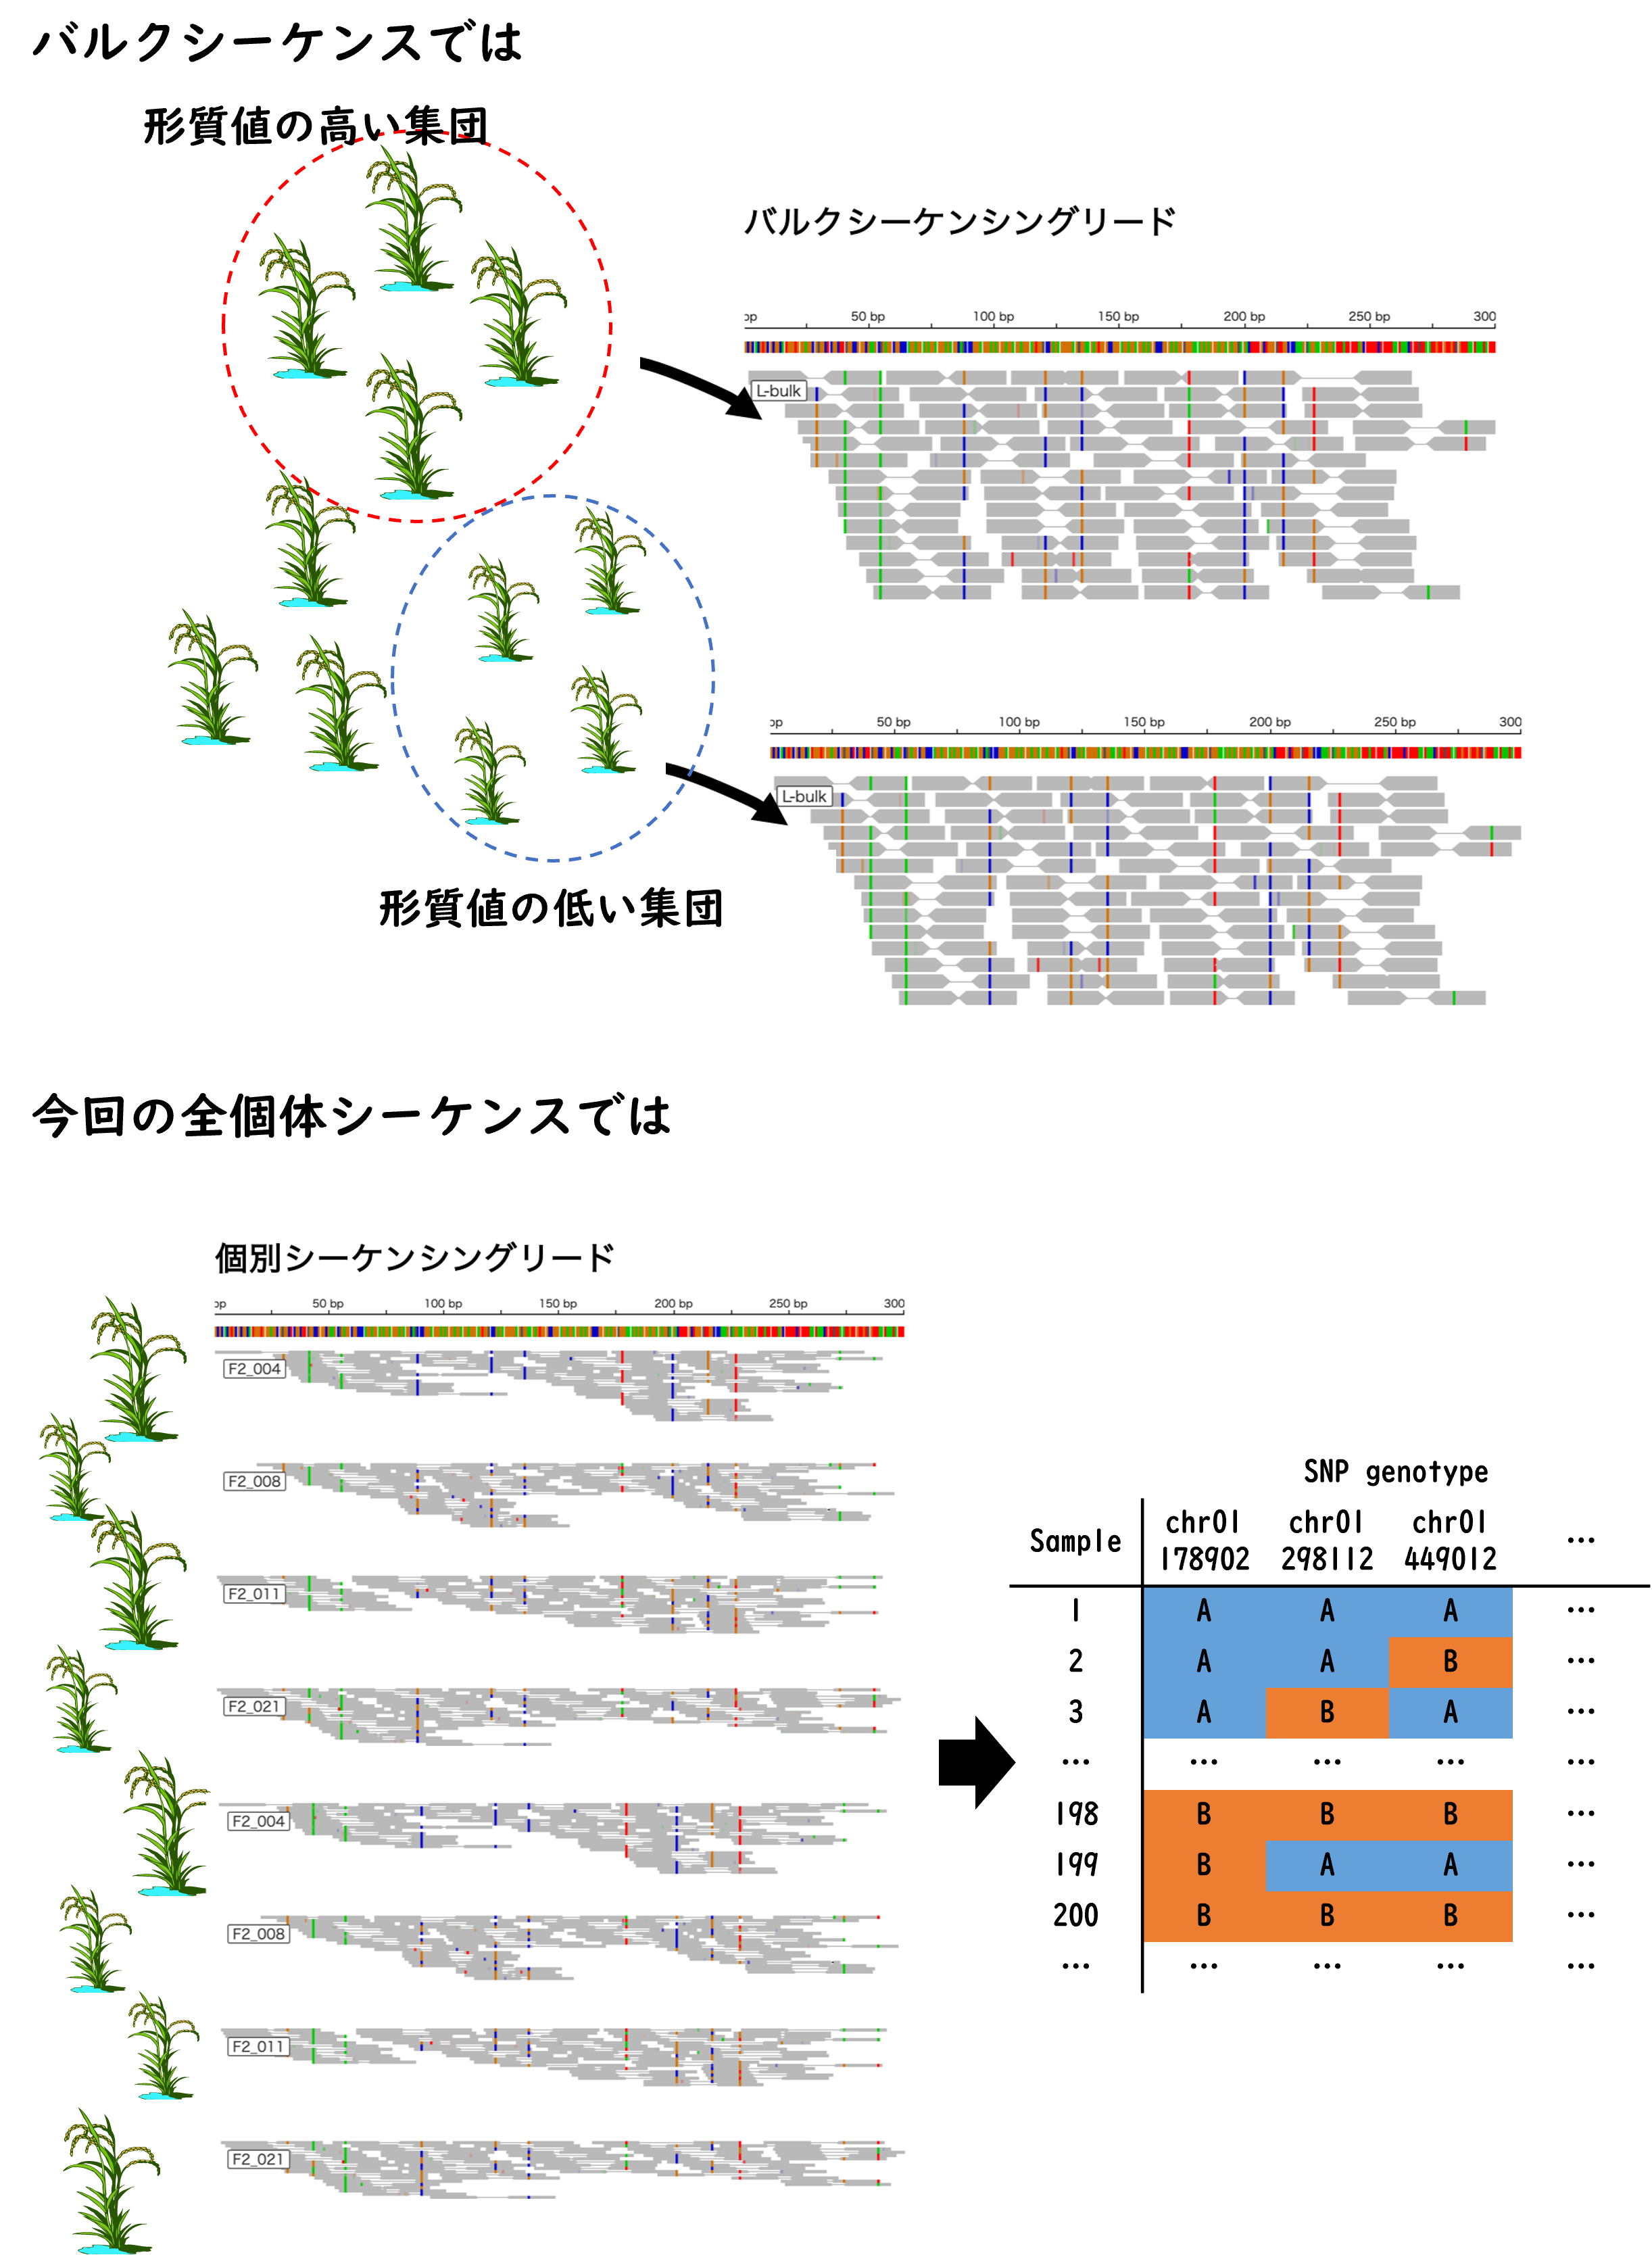 バルクシーケンスでは
形質値の高い集団
バルクシーケンシングリード
bp 50 bp 100 bp 150 bp 200 bp 250 bp 300
L-bulk
bp 50 bp 100 bp 150 bp 200 bp 250 bp 300
L-bulk
形質値の低い集団
今回の全個体シーケンスでは
個別シーケンシングリード
bp 50 bp 100 bp 150 bp 200 bp 250 bp 300
F2_004
F2_008
F2_011
F2_021
F2_004
F2_008
F2_011
F2_021
SNP genotype
Sample chr01 178902 chr01 298112 chr01 449012 …
1 A A A …
2 A A B …
3 A B A …
… … … … …
198 B B B …
199 B A A …
200 B B B …
… … … … …